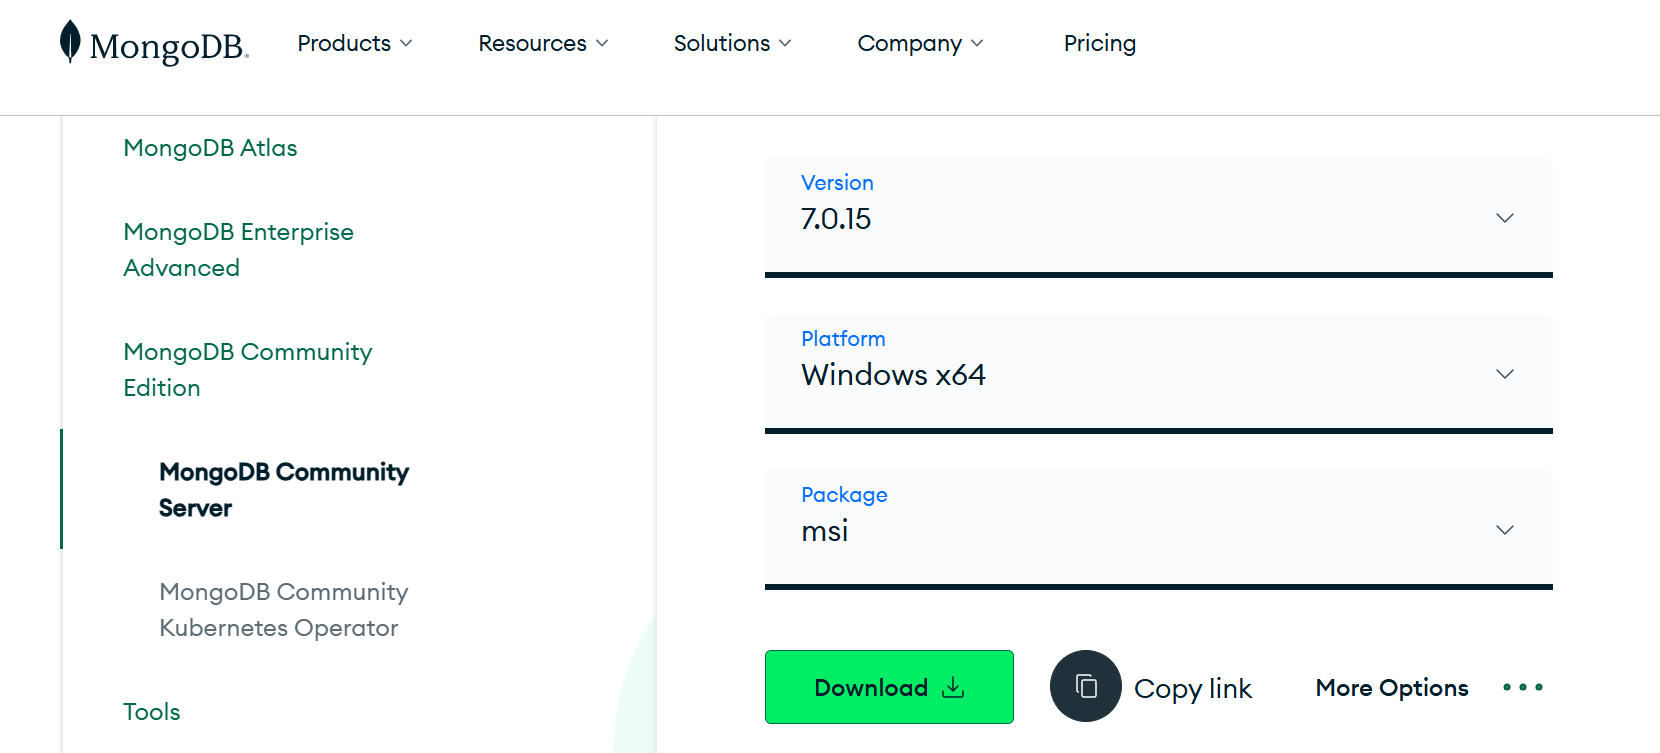 MongoDB.
Products
Resources
Solutions
Company
Pricing
MongoDB Atlas
MongoDB Enterprise
Advanced
MongoDB Community
Edition
MongoDB Community
Server
MongoDB Community
Kubernetes Operator
Tools
Version
7.0.15
Platform
Windows x64
Package
msi
Download
Copy link
More Options